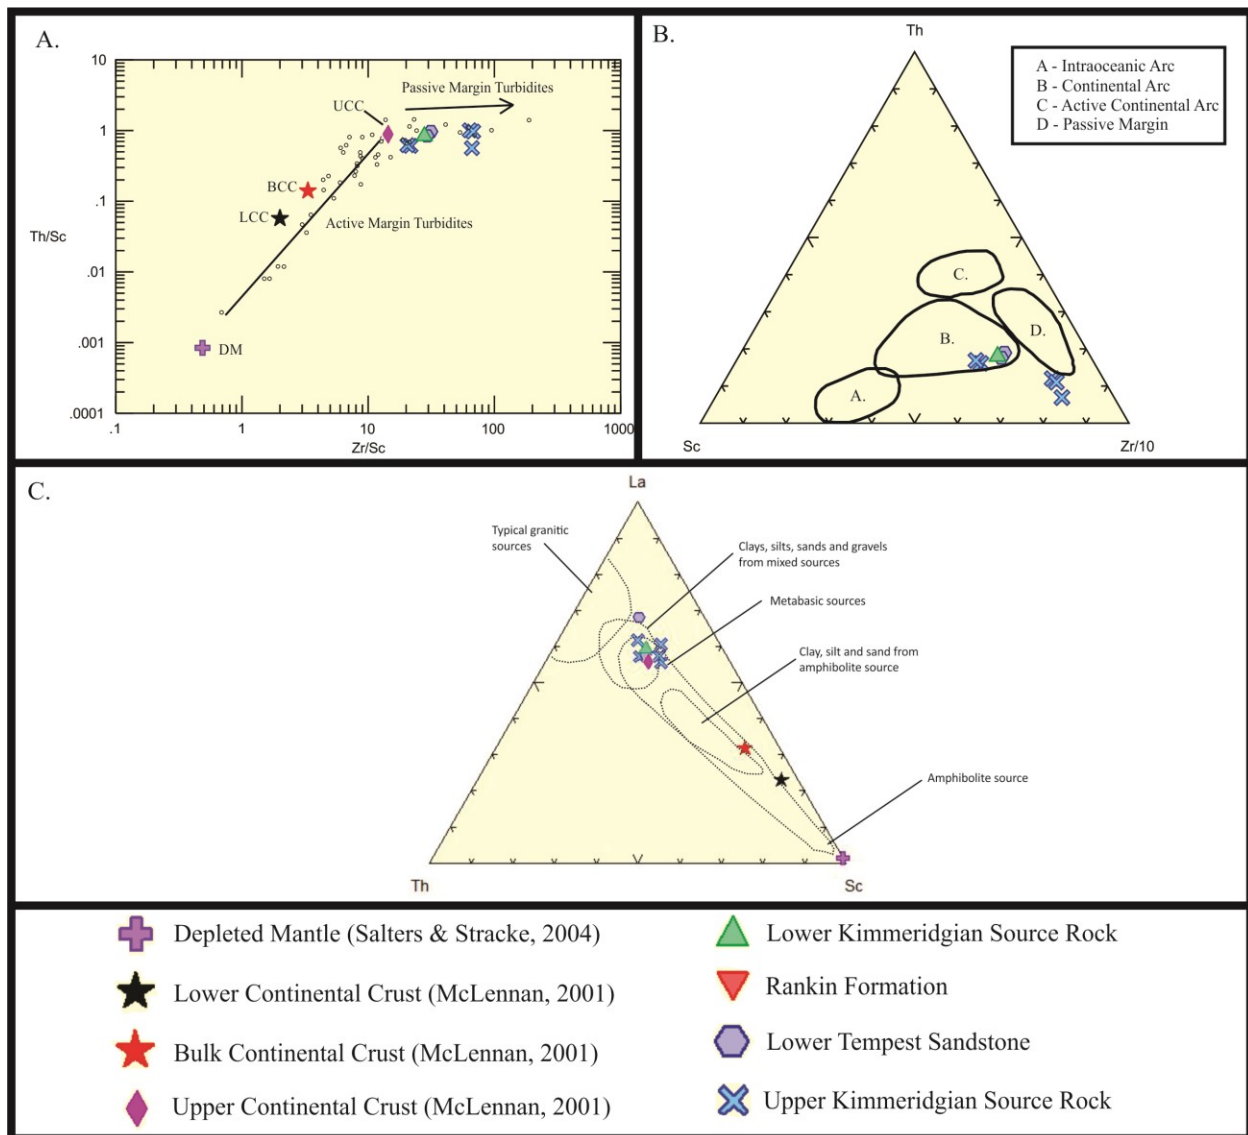 A.
10
1
.1
.01
.001
.0001
Th/Sc
.1
1
10
100
1000
Zr/Sc
Passive Margin Turbidites
UCC
BCC
LCC
Active Margin Turbidites
DM
B.
Th
A - Intraoceanic Arc
B - Continental Arc
C - Active Continental Arc
D - Passive Margin
C.
D.
B.
A.
Sc
Zr/10
C.
La
Typical granitic
sources
Clays, silts, sands and gravels
from mixed sources
Metabasic sources
Clay, silt and sand from
amphibolite source
Amphibolite source
Th
Sc
Depleted Mantle (Salters & Stracke, 2004)
Lower Continental Crust (McLennan, 2001)
Bulk Continental Crust (McLennan, 2001)
Upper Continental Crust (McLennan, 2001)
Lower Kimmeridgian Source Rock
Rankin Formation
Lower Tempest Sandstone
Upper Kimmeridgian Source Rock